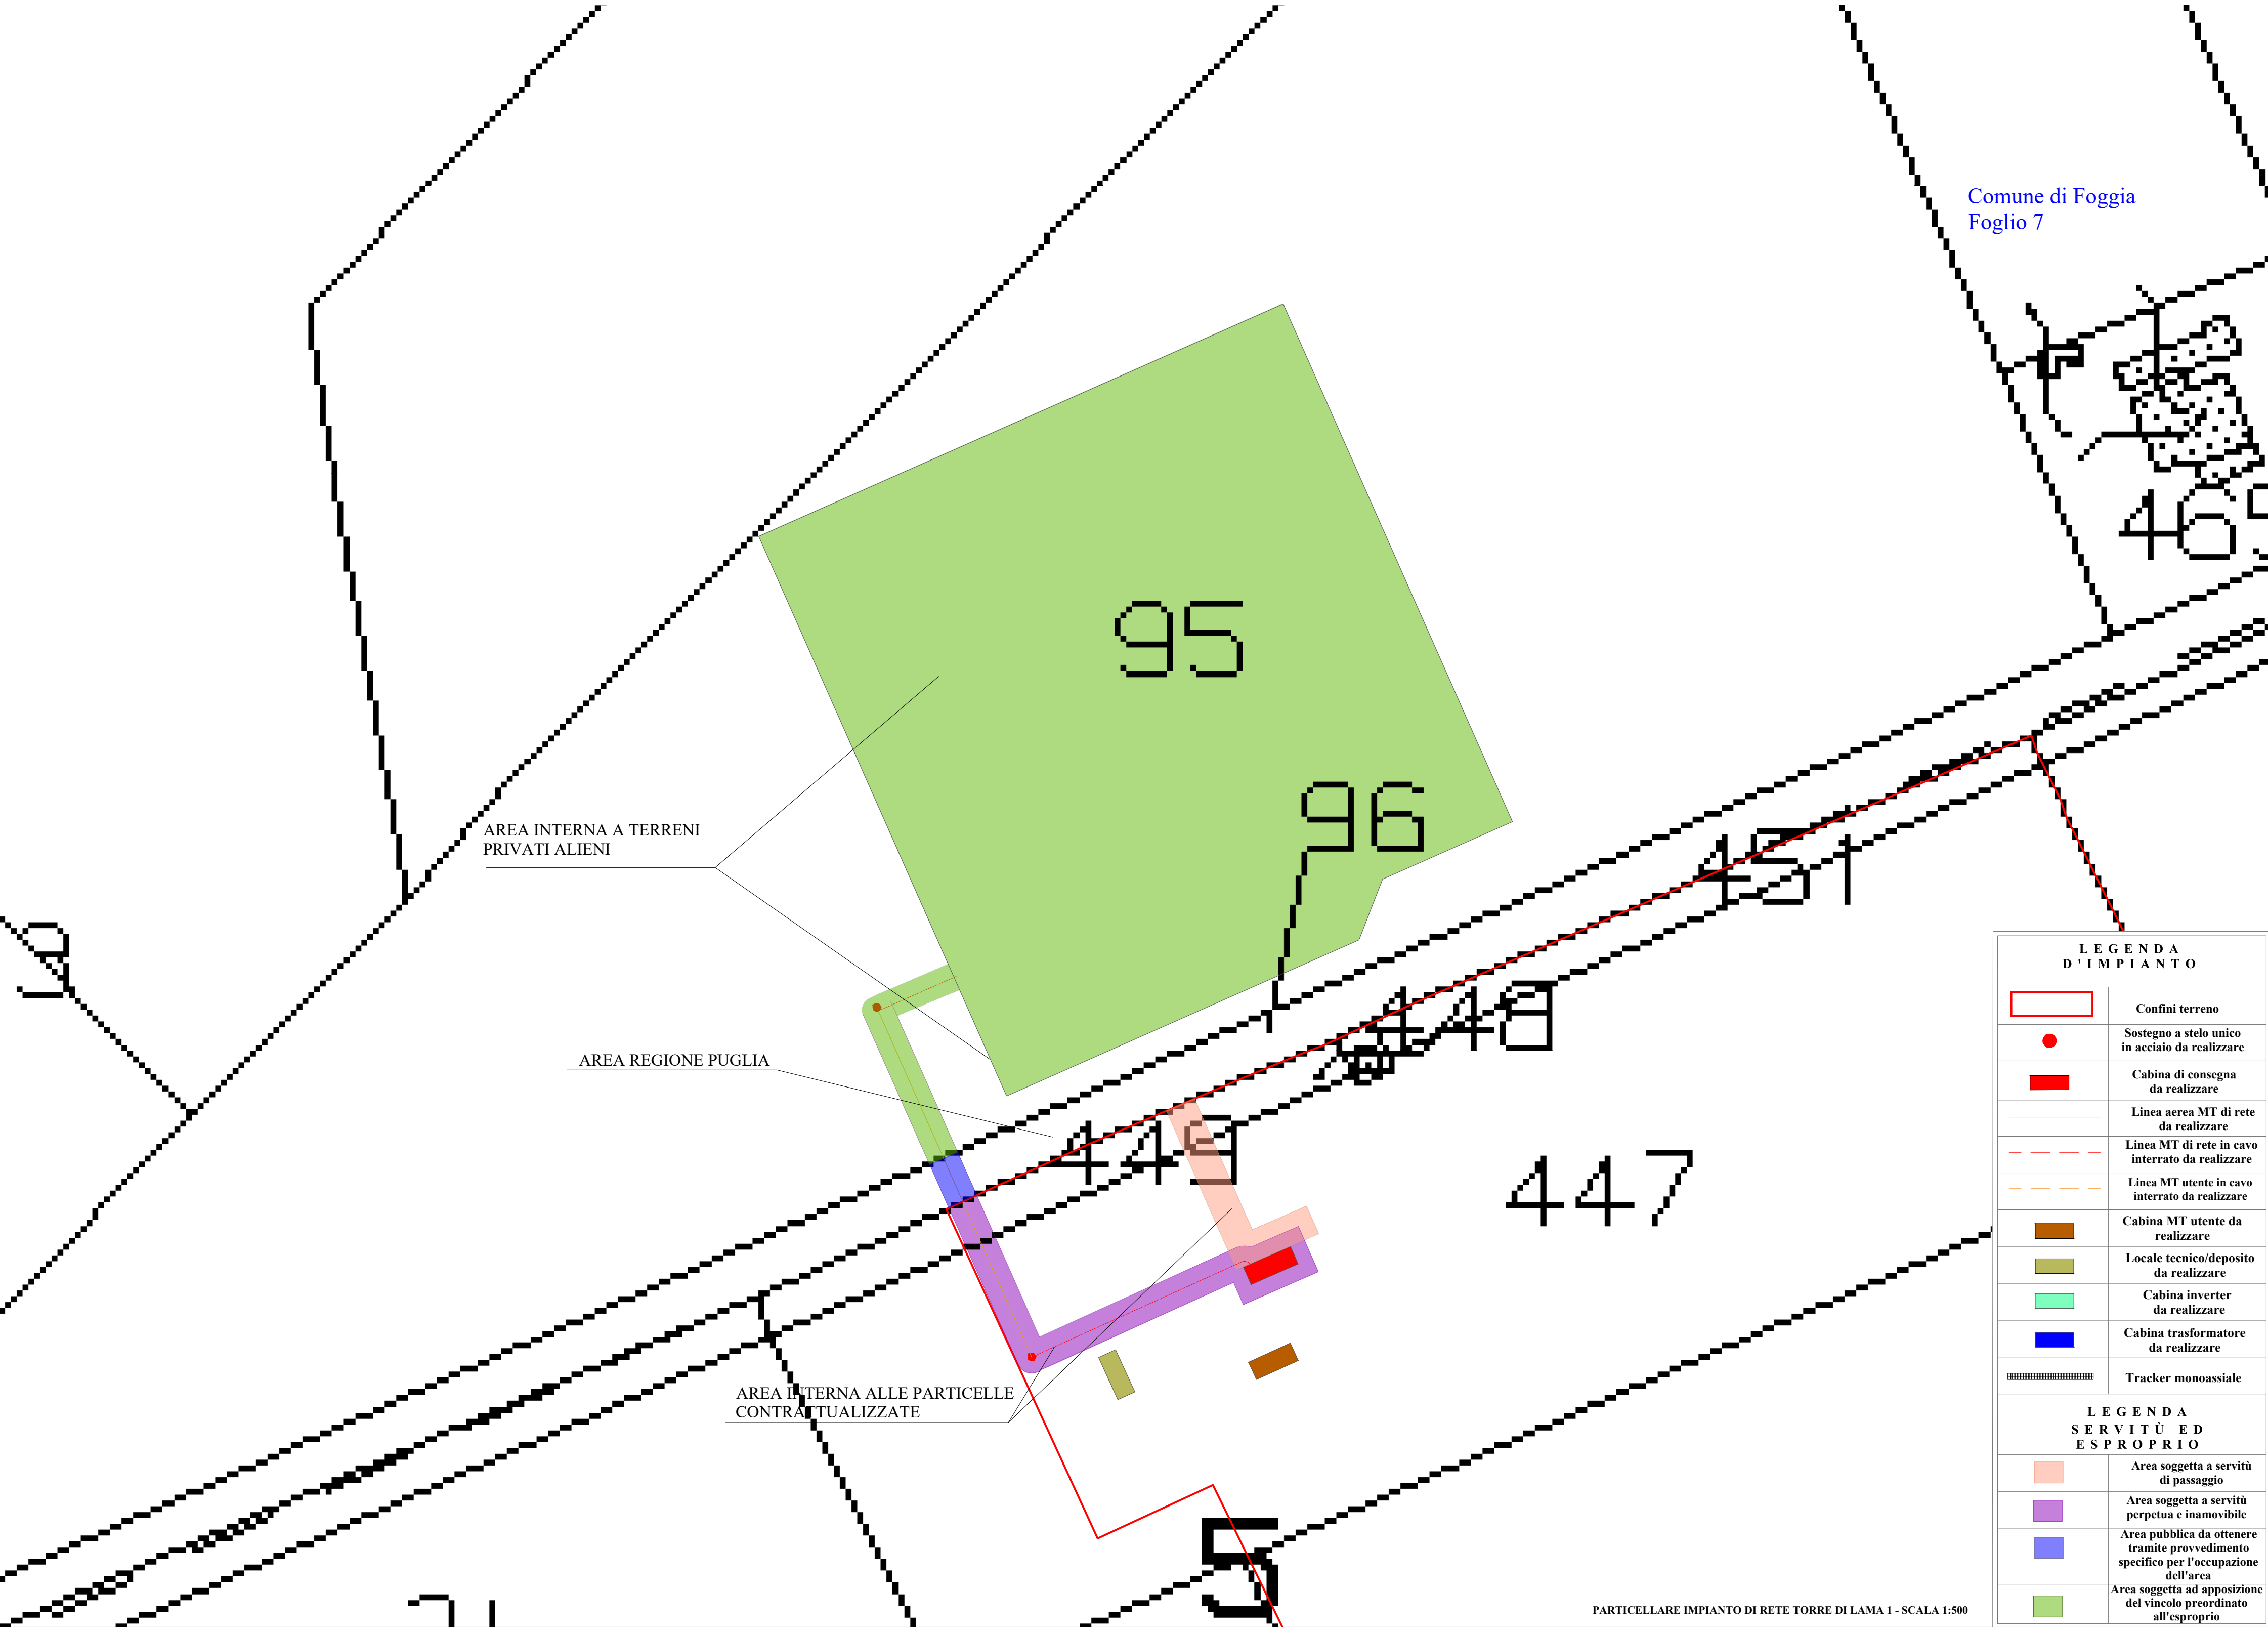 Comune di Foggia
Foglio 7
465
95
96
AREA INTERNA A TERRENI
PRIVATI ALIENI
451
448
AREA REGIONE PUGLIA
449
447
AREA INTERNA ALLE PARTICELLE
CONTRATTUALIZZATE
5
PARTICELLARE IMPIANTO DI RETE TORRE DI LAMA 1 - SCALA 1:500
LEGENDA
D'IMPIANTO
Confini terreno
Sostegno a stelo unico
in acciaio da realizzare
Cabina di consegna
da realizzare
Linea aerea MT di rete
da realizzare
Linea MT di rete in cavo
interrato da realizzare
Linea MT utente in cavo
interrato da realizzare
Cabina MT utente da
realizzare
Locale tecnico/deposito
da realizzare
Cabina inverter
da realizzare
Cabina trasformatore
da realizzare
Tracker monoassiale
LEGENDA
SERVITÙ ED
ESPROPRIO
Area soggetta a servitù
di passaggio
Area soggetta a servitù
perpetua e inamovibile
Area pubblica da ottenere
tramite provvedimento
specifico per l'occupazione
dell'area
Area soggetta ad apposizione
del vincolo preordinato
all'esproprio